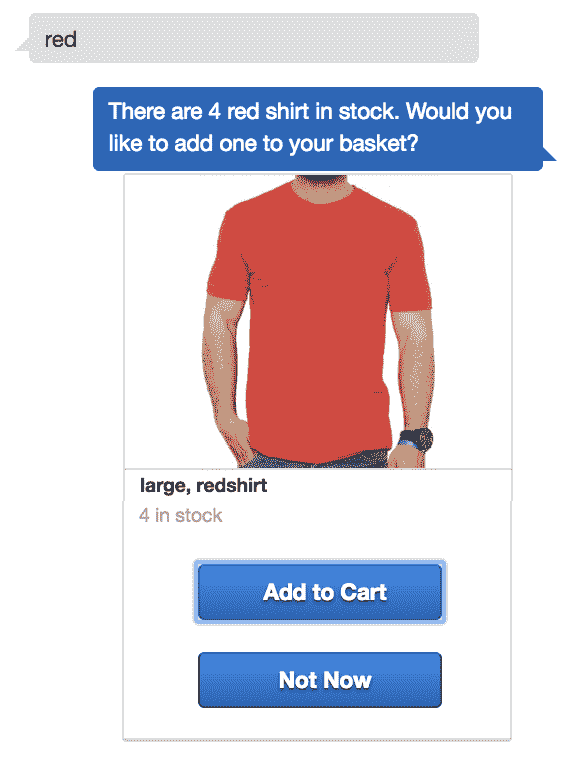 red
There are 4 red shirt in stock. Would you
like to add one to your basket?
large, redshirt
4 in stock
Add to Cart
Not Now